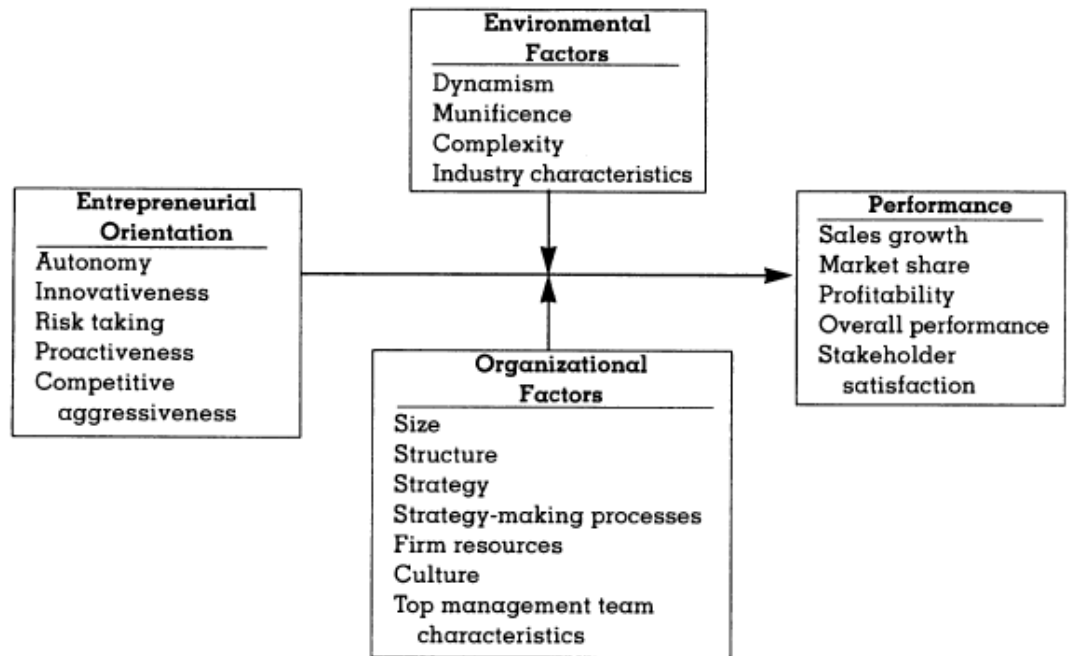 Environmental
Factors
Dynamism
Munificence
Complexity
Industry characteristics
Entrepreneurial
Orientation
Autonomy
Innovativeness
Risk taking
Proactiveness
Competitive
aggressiveness
Performance
Sales growth
Market share
Profitability
Overall performance
Stakeholder
satisfaction
Organizational
Factors
Size
Structure
Strategy
Strategy-making processes
Firm resources
Culture
Top management team
characteristics